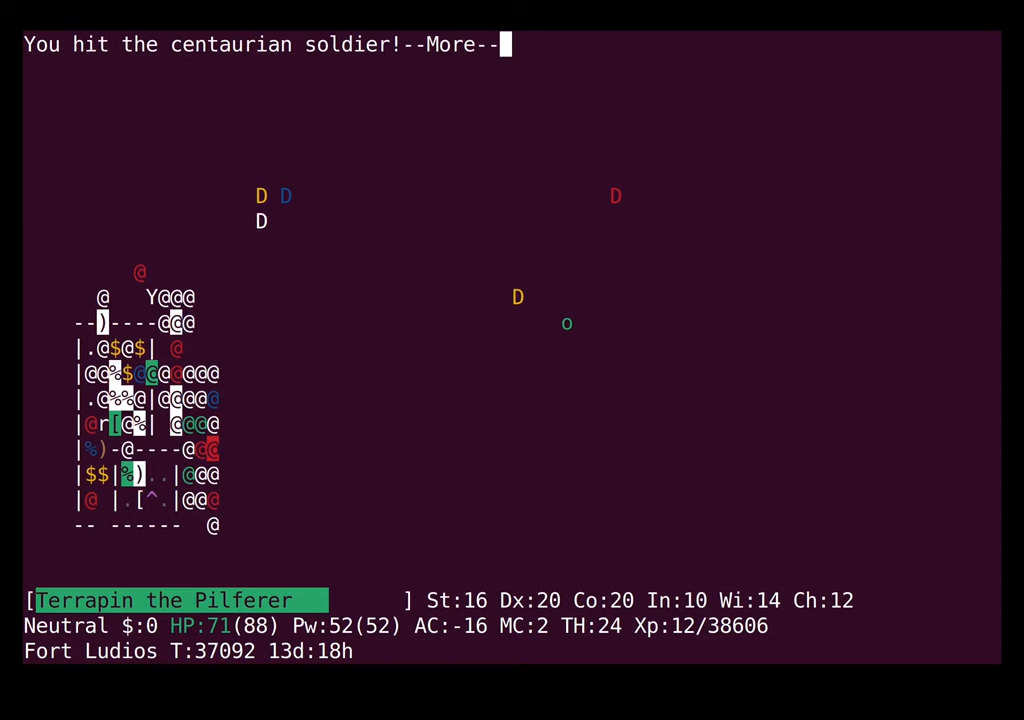 You hit the centaurian soldier!--More--
D D D
D
@
@ Y@@@
--)----@@@
|.@$@$| @
|@@%$@@@@@@@
|.@%%@|@@@@@
|@r[@%| @@@@
|%)-@----@@@
|$$|%)..|@@@
|@ |.[^.|@@@
-- ------ @
D
o
[Terrapin the Pilferer ] St:16 Dx:20 Co:20 In:10 Wi:14 Ch:12
Neutral $:0 HP:71(88) Pw:52(52) AC:-16 MC:2 TH:24 Xp:12/38606
Fort Ludios T:37092 13d:18h